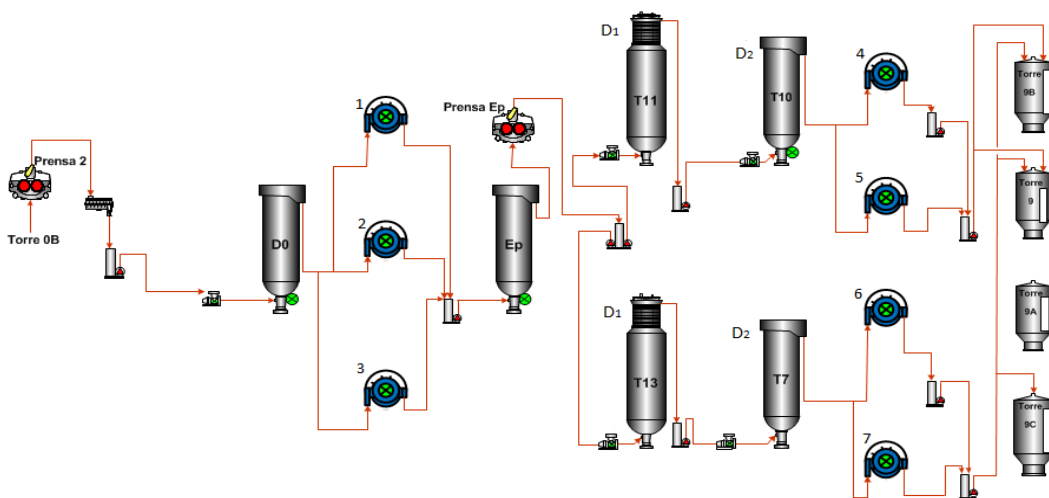 D1
T11
D2
T10
4
Torre
9B
1
Prensa Ep
Prensa 2
5
Torre
9
2
Torre 0B
D0
Ep
D1
T13
D2
T7
6
Torre
9A
3
7
Torre
9C